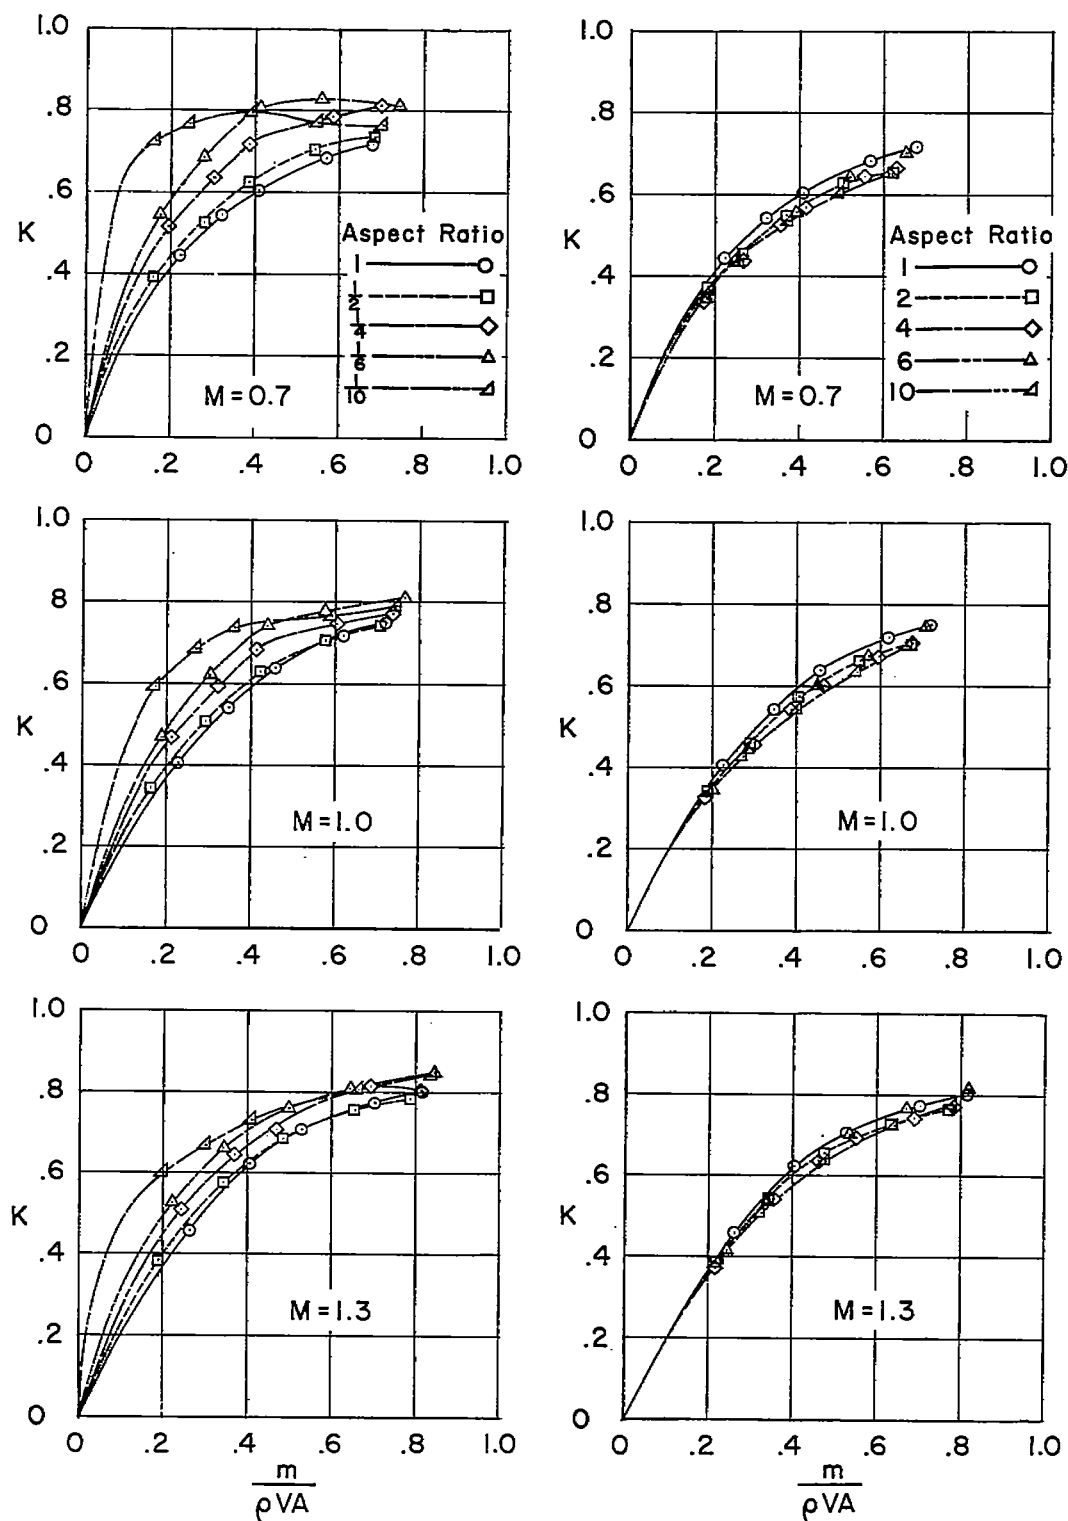 1.0
.8
.6
K
.4
.2
0
0 .2 .4 .6 .8 1.0
Aspect Ratio
1
1/2
1/4
1/6
1/10
M = 0.7
1.0
.8
.6
K
.4
.2
0
0 .2 .4 .6 .8 1.0
Aspect Ratio
1
2
4
6
10
M = 0.7
1.0
.8
.6
K
.4
.2
0
0 .2 .4 .6 .8 1.0
M = 1.0
1.0
.8
.6
K
.4
.2
0
0 .2 .4 .6 .8 1.0
M = 1.0
1.0
.8
.6
K
.4
.2
0
0 .2 .4 .6 .8 1.0
M = 1.3
m
ρVA
1.0
.8
.6
K
.4
.2
0
0 .2 .4 .6 .8 1.0
M = 1.3
m
ρVA